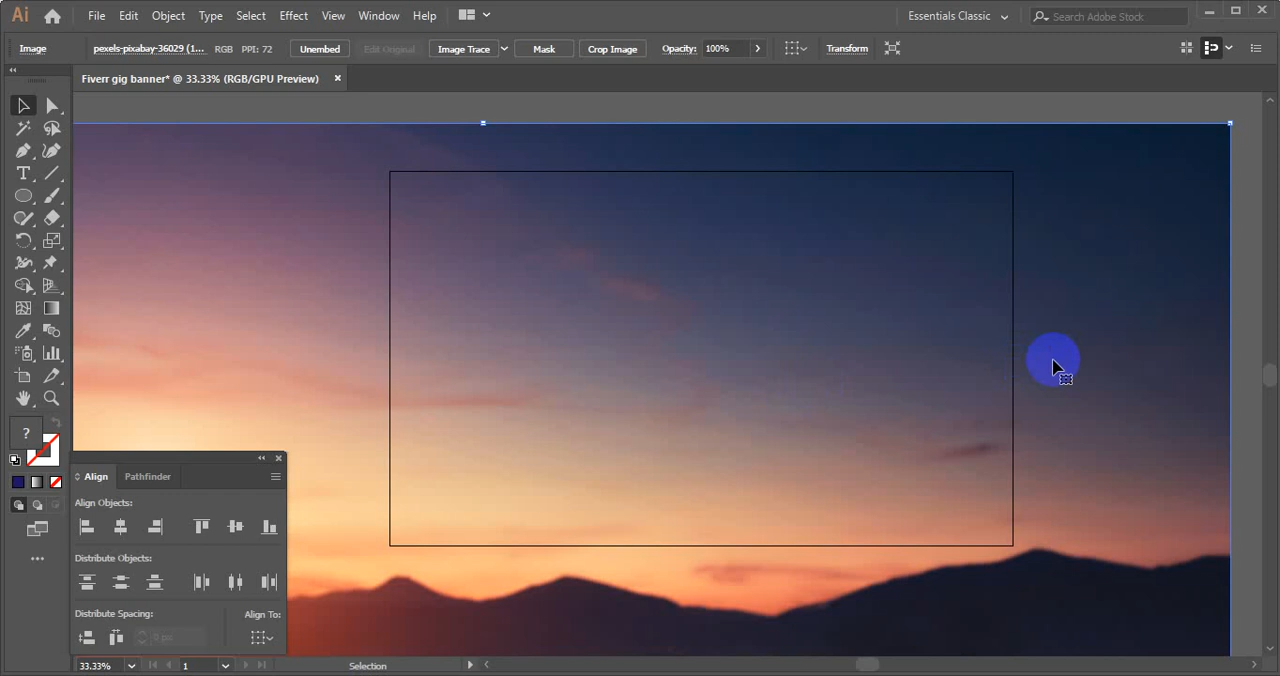 Ai File Edit Object Type Select Effect View Window Help Essentials Classic Search Adobe Stock
Image pexels-pixabay-36029 (1... RGB PPI: 72 Unembed Edit Original Image Trace Mask Crop Image Opacity: 100% Transform
Fiverr gig banner* @ 33.33% (RGB/GPU Preview)
T
?
Align Pathfinder
Align Objects:
Distribute Objects:
Distribute Spacing: Align To:
0 px
33.33% 1 Selection